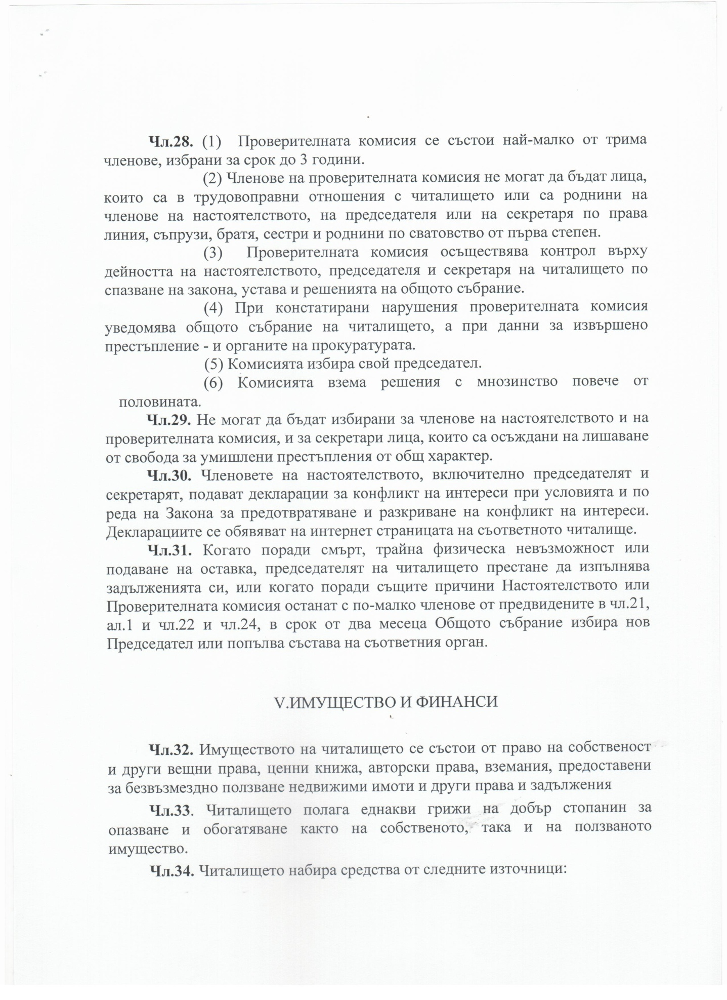 Чл.28. (1) Проверителната комисия се състои най-малко от трима
членове, избрани за срок до 3 години.
(2) Членове на проверителната комисия не могат да бъдат лица,
които са в трудовоправни отношения с читалището или са роднини на
членове на настоятелството, на председателя или на секретаря по права
линия, съпрузи, братя, сестри и роднини по сватовство от първа степен.
(3) Проверителната комисия осъществява контрол върху
дейността на настоятелството, председателя и секретаря на читалището по
спазване на закона, устава и решенията на общото събрание.
(4) При констатирани нарушения проверителната комисия
уведомява общото събрание на читалището, а при данни за извършено
престъпление - и органите на прокуратурата.
(5) Комисията избира свой председател.
(6) Комисията взема решения с мнозинство повече от
половината.
Чл.29. Не могат да бъдат избирани за членове на настоятелството и на
проверителната комисия, и за секретари лица, които са осъждани на лишаване
от свобода за умишлени престъпления от общ характер.
Чл.30. Членовете на настоятелството, включително председателят и
секретарят, подават декларации за конфликт на интереси при условията и по
реда на Закона за предотвратяване и разкриване на конфликт на интереси.
Декларациите се обявяват на интернет страницата на съответното читалище.
Чл.31. Когато поради смърт, трайна физическа невъзможност или
подаване на оставка, председателят на читалището престане да изпълнява
задълженията си, или когато поради същите причини Настоятелството или
Проверителната комисия останат с по-малко членове от предвидените в чл.21,
ал.1 и чл.22 и чл.24, в срок от два месеца Общото събрание избира нов
Председател или попълва състава на съответния орган.
V.ИМУЩЕСТВО И ФИНАНСИ
Чл.32. Имуществото на читалището се състои от право на собственост
и други вещни права, ценни книжа, авторски права, вземания, предоставени
за безвъзмездно ползване недвижими имоти и други права и задължения
Чл.33. Читалището полага еднакви грижи на добър стопанин за
опазване и обогатяване както на собственото, така и на ползваното
имущество.
Чл.34. Читалището набира средства от следните източници: